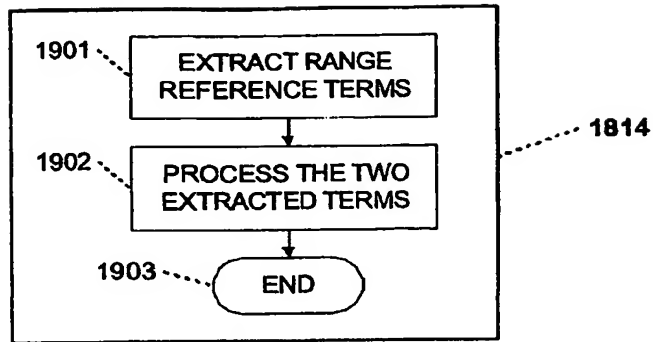 1901
EXTRACT RANGE
REFERENCE TERMS
1814
1902
PROCESS THE TWO
EXTRACTED TERMS
1903
END